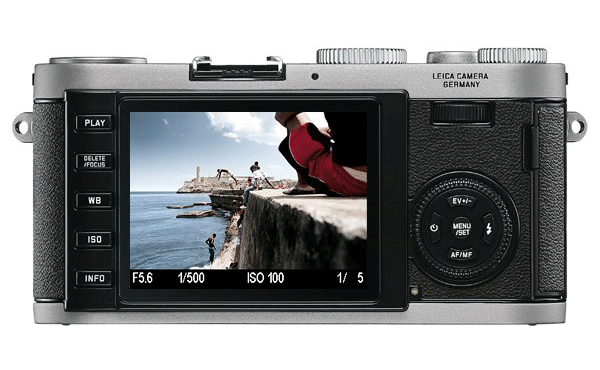 LEICA CAMERA
GERMANY
PLAY
DELETE
/FOCUS
WB
ISO
INFO
EV+/-
MENU
/SET
AF/MF
F5.6 1/500 ISO 100 1/ 5